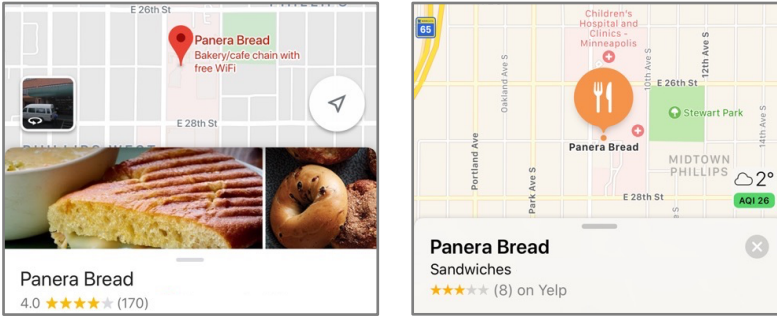 E 26th St
Panera Bread
Bakery/cafe chain with
free WiFi
E 28th St
Panera Bread
4.0 (170)
65
Children's
Hospital and
Clinics -
Minneapolis
Oakland Ave S
10th Ave S
12th Ave S
E 26th St
Stewart Park
14th Ave S
Panera Bread
Portland Ave
Park Ave S
MIDTOWN
PHILLIPS
2°
AQI 26
E 28th St
Panera Bread
Sandwiches
(8) on Yelp